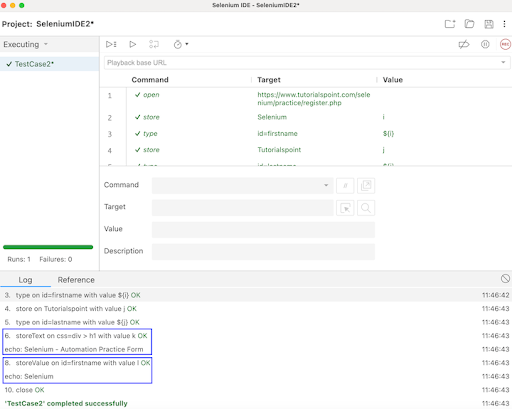 Selenium IDE - SeleniumIDE2*
Project: SeleniumIDE2*
Executing
TestCase2*
Playback base URL
Command Target Value
1 ✓ open https://www.tutorialspoint.com/sele
nium/practice/register.php
2 ✓ store Selenium i
3 ✓ type id=firstname ${i}
4 ✓ store Tutorialspoint j
Command
//
Target
Value
Description
Runs: 1 Failures: 0
Log Reference
3. type on id=firstname with value ${i} OK 11:46:42
4. store on Tutorialspoint with value j OK 11:46:43
5. type on id=lastname with value ${j} OK 11:46:43
6. storeText on css=div > h1 with value k OK 11:46:43
echo: Selenium - Automation Practice Form 11:46:43
8. storeValue on id=firstname with value l OK 11:46:43
echo: Selenium 11:46:43
10. close OK 11:46:43
'TestCase2' completed successfully 11:46:43